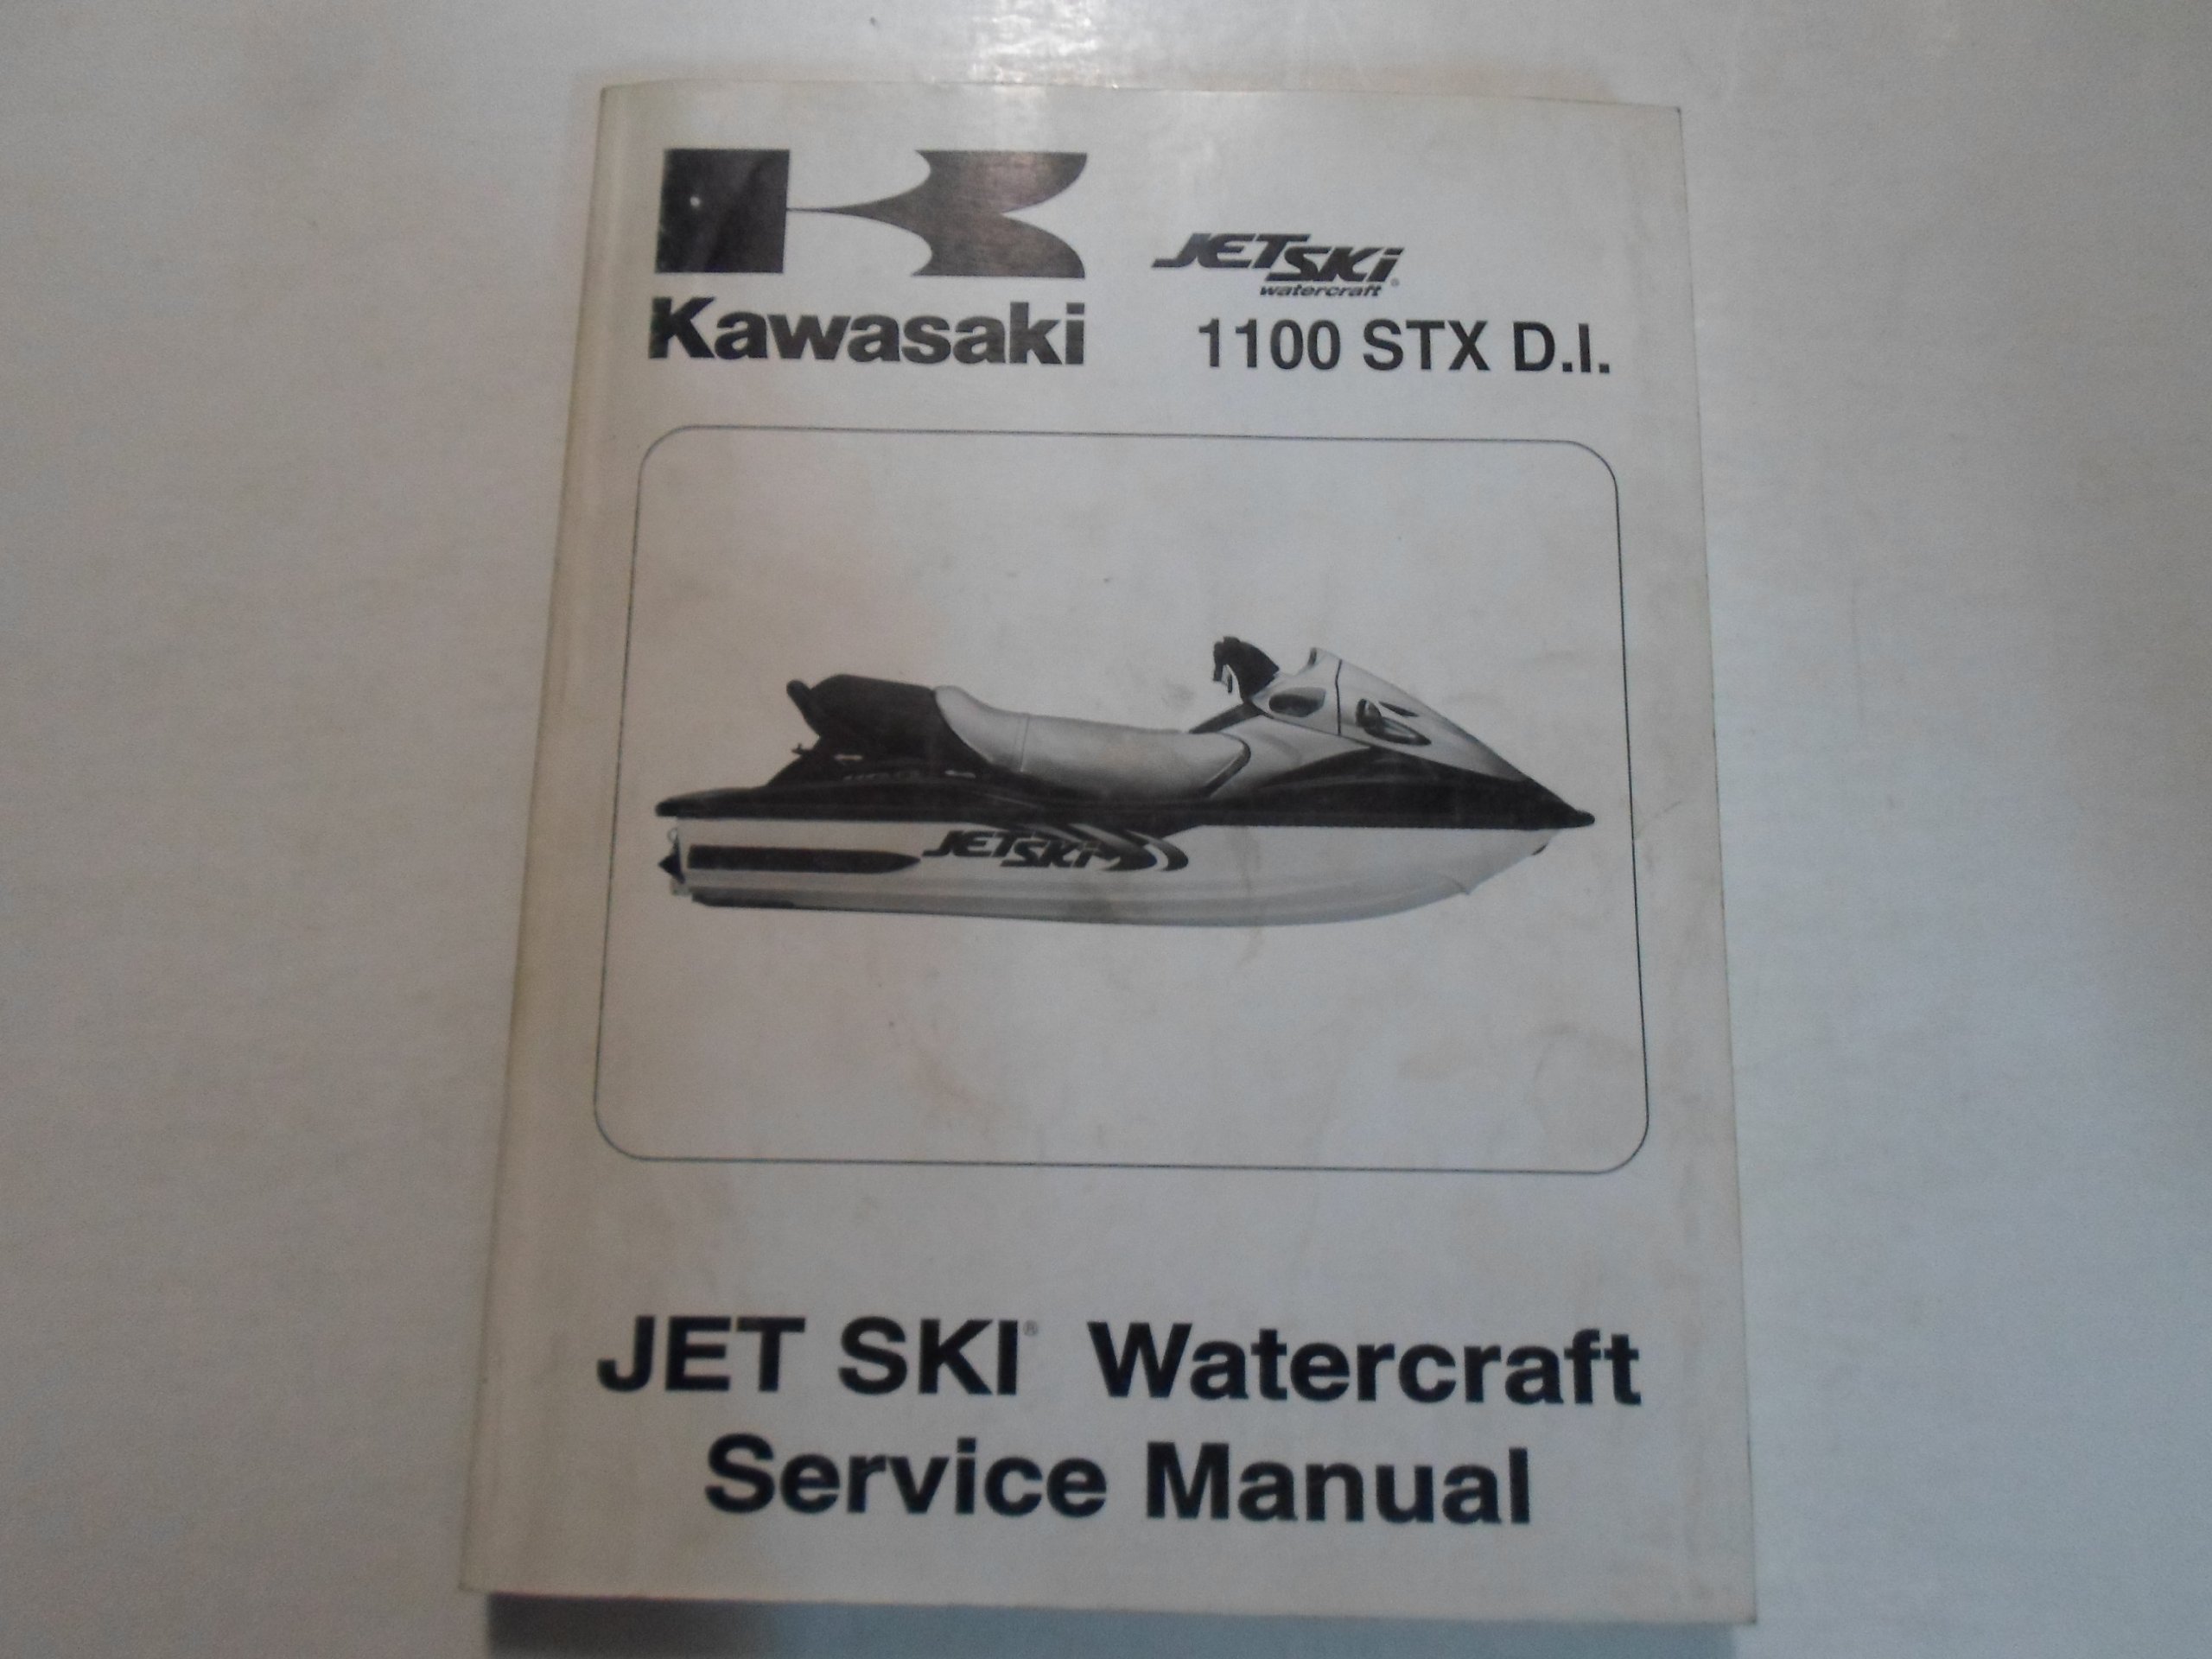 Kawasaki
JET SKI
watercraft®
1100 STX D.I.
JET SKI
JET SKI® Watercraft
Service Manual